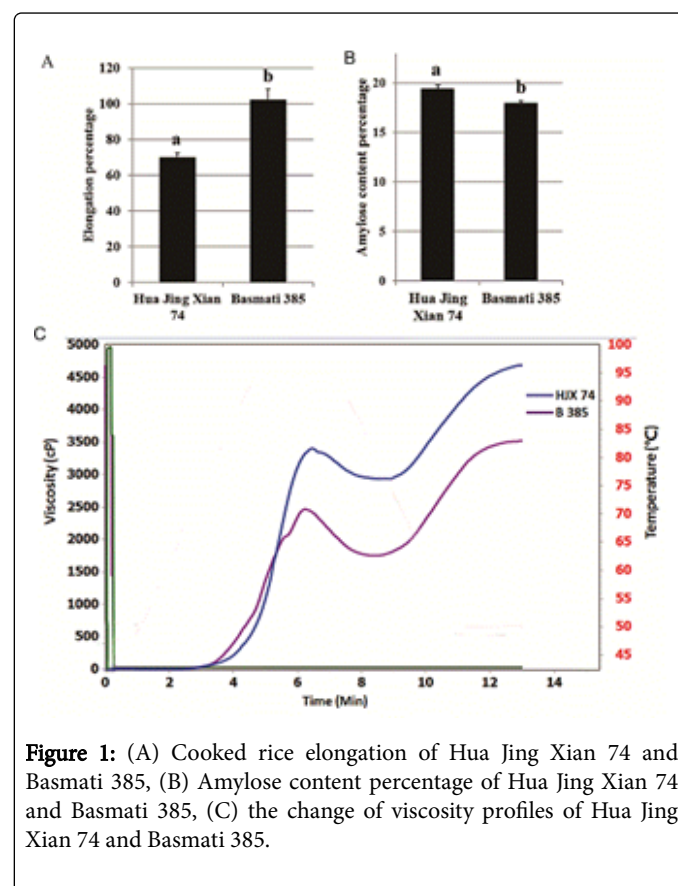 A
120
100
80
60
40
20
0
Elongation percentage
a
b
Hua Jing Xian
74
Basmati 385
B
20
15
10
5
0
Amylose content percentage
a
b
Hua Jing
Xian 74
Basmati 385
C
5000
4500
4000
3500
3000
2500
2000
1500
1000
500
0
Viscosity (cP)
100
95
90
85
80
75
70
65
60
55
50
45
Temperature (℃)
HJX 74
B 385
0
2
4
6
8
10
12
14
Time (Min)
Figure 1: (A) Cooked rice elongation of Hua Jing Xian 74 and
Basmati 385, (B) Amylose content percentage of Hua Jing Xian 74
and Basmati 385, (C) the change of viscosity profiles of Hua Jing
Xian 74 and Basmati 385.